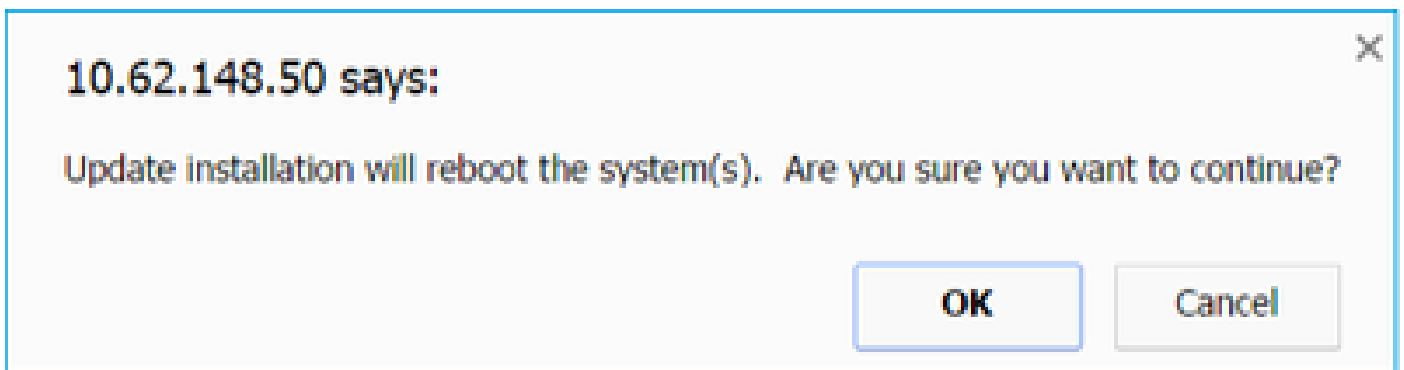 10.62.148.50 says:
Update installation will reboot the system(s).  Are you sure you want to continue?
OK
Cancel